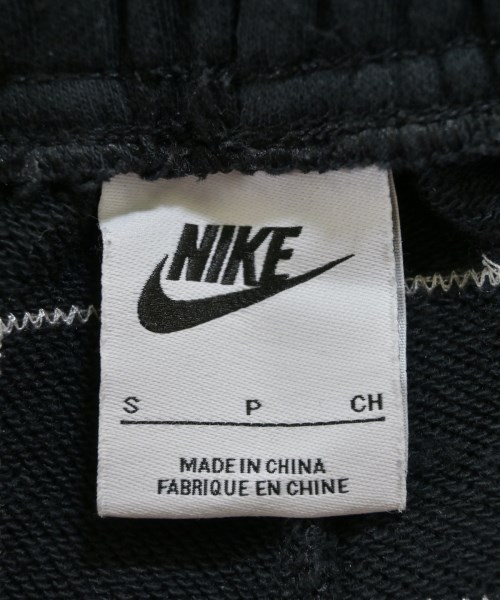 NIKE
S P CH
MADE IN CHINA
FABRIQUE EN CHINE